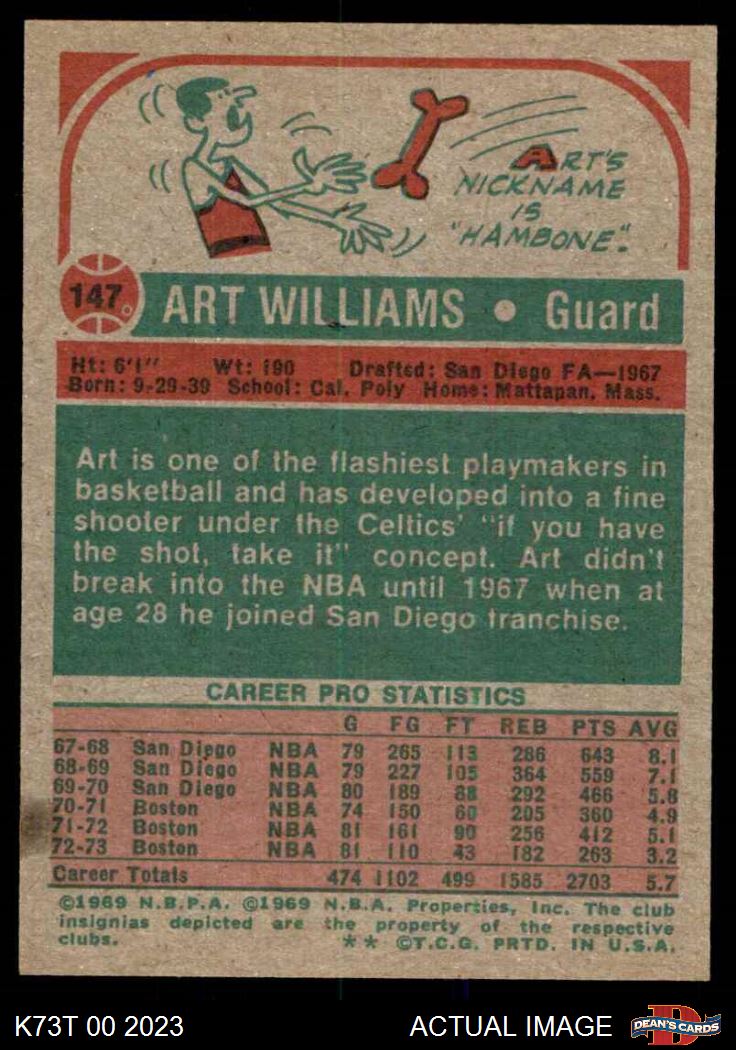 ART'S
NICKNAME
IS
"HAMBONE."
147
ART WILLIAMS • Guard
Ht: 6'1" Wt: 190 Drafted: San Diego FA—1967
Born: 9-29-39 School: Cal. Poly Home: Mattapan, Mass.
Art is one of the flashiest playmakers in
basketball and has developed into a fine
shooter under the Celtics' "if you have
the shot, take it" concept. Art didn't
break into the NBA until 1967 when at
age 28 he joined San Diego franchise.
CAREER PRO STATISTICS
G FG FT REB PTS AVG
67-68 San Diego NBA 79 265 113 286 643 8.1
68-69 San Diego NBA 79 227 105 364 559 7.1
69-70 San Diego NBA 80 189 88 292 466 5.8
70-71 Boston NBA 74 150 60 205 360 4.9
71-72 Boston NBA 81 161 90 256 412 5.1
72-73 Boston NBA 81 110 43 182 263 3.2
Career Totals 474 1102 499 1585 2703 5.7
©1969 N.B.P.A. ©1969 N.B.A. Properties, Inc. The club
insignias depicted are the property of the respective
clubs. ** ©T.C.G. PRTD. IN U.S.A.
K73T 00 2023 ACTUAL IMAGE
D
DEAN'S CARDS